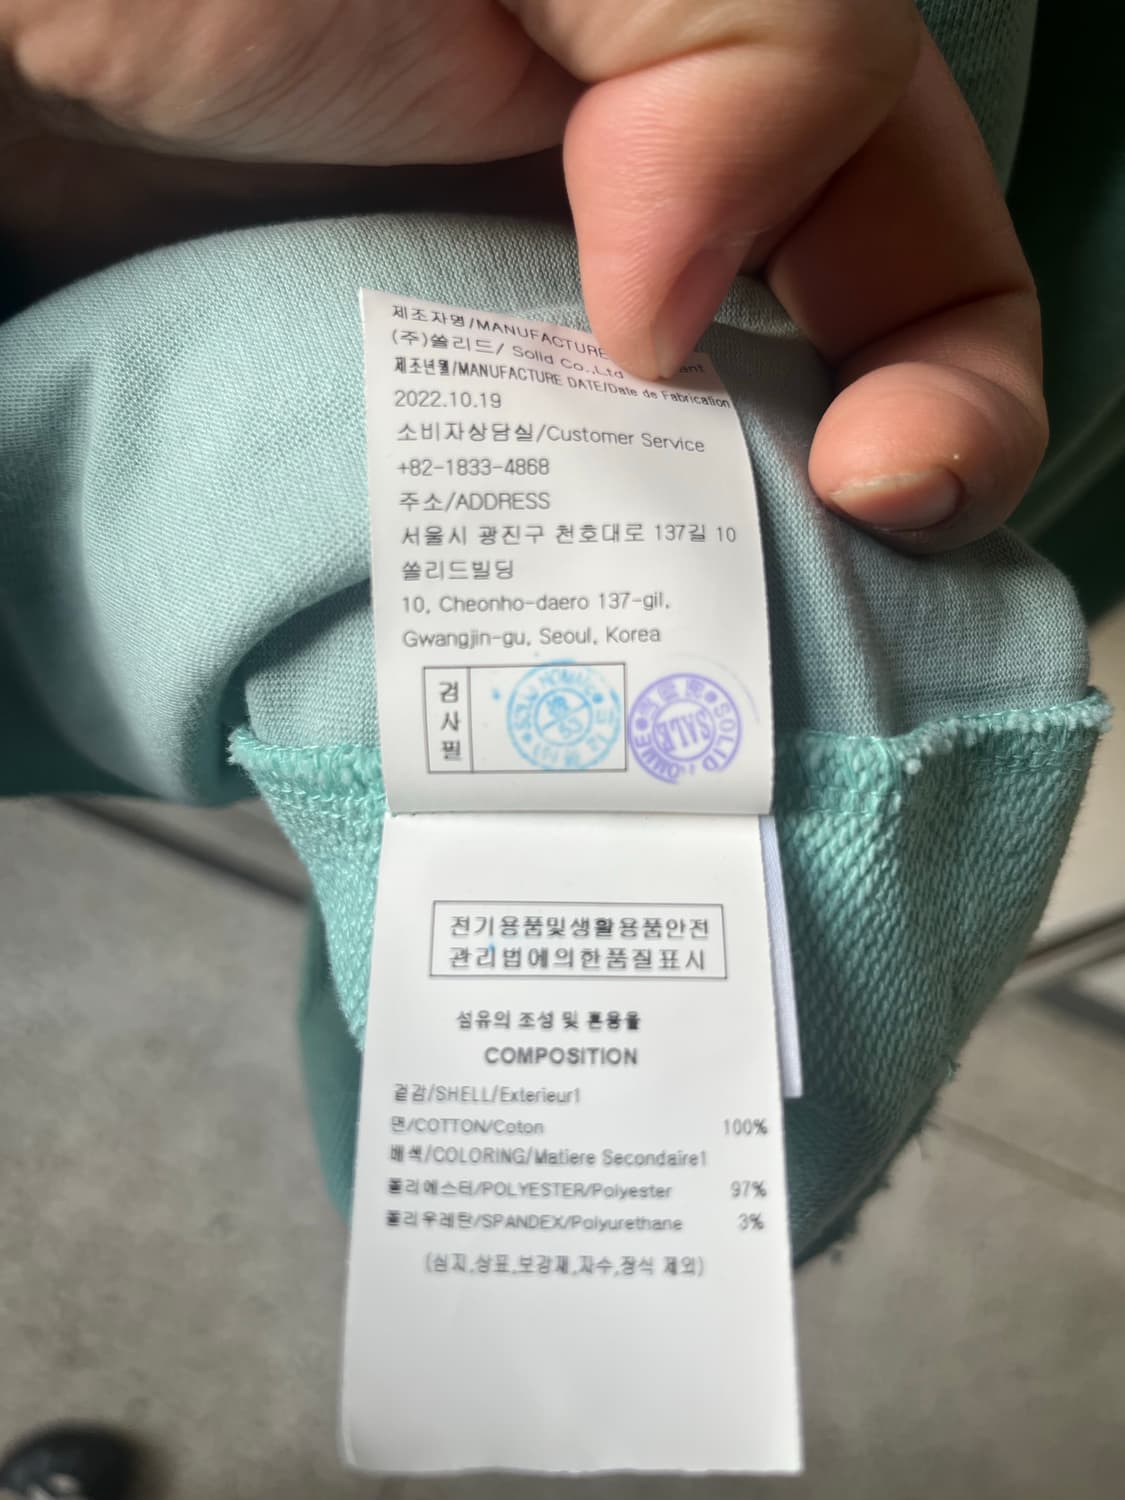 제조자명/MANUFACTURE
(주)쏠리드/ Solid Co.,Ltd
제조년월/MANUFACTURE DATE/Date de Fabrication
2022.10.19
소비자상담실/Customer Service
+82-1833-4868
주소/ADDRESS
서울시 광진구 천호대로 137길 10
쏠리드빌딩
10, Cheonho-daero 137-gil,
Gwangjin-gu, Seoul, Korea
검사필
SOLID HOMME SALE
전기용품및생활용품안전
관리법에의한품질표시
섬유의 조성 및 혼용율
COMPOSITION
겉감/SHELL/Exterieur1
면/COTTON/Coton 100%
배색/COLORING/Matiere Secondaire1
폴리에스터/POLYESTER/Polyester 97%
폴리우레탄/SPANDEX/Polyurethane 3%
(심지,상표,보강재,자수,장식 제외)